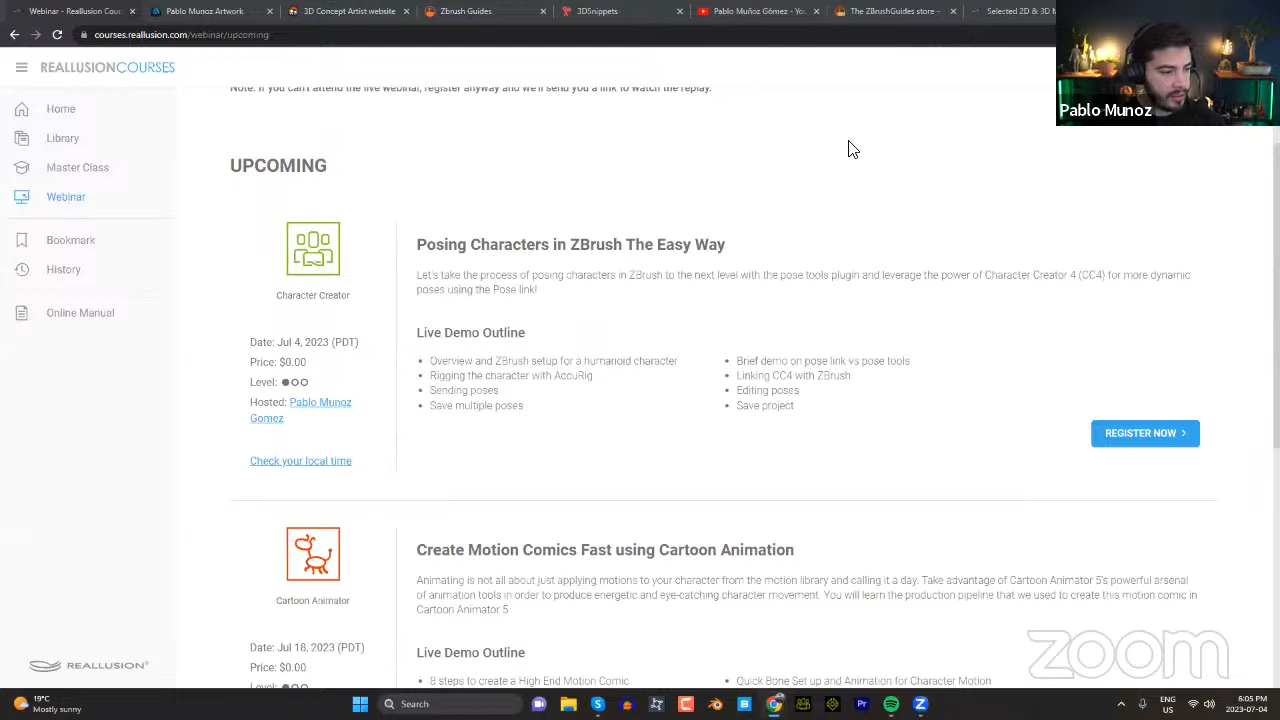 Pablo Munoz Artwork
3D Concept Artist website
Zbrush Guides
3DSnippets
Pablo Muñoz Gómez - You
The ZBrushGuides store
Selected 2D & 3D
courses.reallusion.com/webinar/upcoming
REALLUSIONCOURSES
Note: If you can't attend the live webinar, register anyway and we'll send you a link to watch the replay.
Pablo Munoz
Home
Library
Master Class
Webinar
Bookmark
History
Online Manual
UPCOMING
Character Creator
Date: Jul 4, 2023 (PDT)
Price: $0.00
Level:
Hosted: Pablo Munoz
Gomez
Check your local time
Posing Characters in ZBrush The Easy Way
Let's take the process of posing characters in ZBrush to the next level with the pose tools plugin and leverage the power of Character Creator 4 (CC4) for more dynamic
poses using the Pose link!
Live Demo Outline
Overview and ZBrush setup for a humanoid character
Rigging the character with AccuRig
Sending poses
Save multiple poses
Brief demo on pose link vs pose tools
Linking CC4 with ZBrush
Editing poses
Save project
REGISTER NOW
Cartoon Animator
Date: Jul 18, 2023 (PDT)
Price: $0.00
Level:
Create Motion Comics Fast using Cartoon Animation
Animating is not all about just applying motions to your character from the motion library and calling it a day. Take advantage of Cartoon Animator 5's powerful arsenal
of animation tools in order to produce energetic and eye-catching character movement. You will learn the production pipeline that we used to create this motion comic in
Cartoon Animator 5
Live Demo Outline
8 steps to create a High End Motion Comic
Quick Bone Set up and Animation for Character Motion
REALLUSION
zoom
19°C
Mostly sunny
Search
ENG
US
6:05 PM
2023-07-04